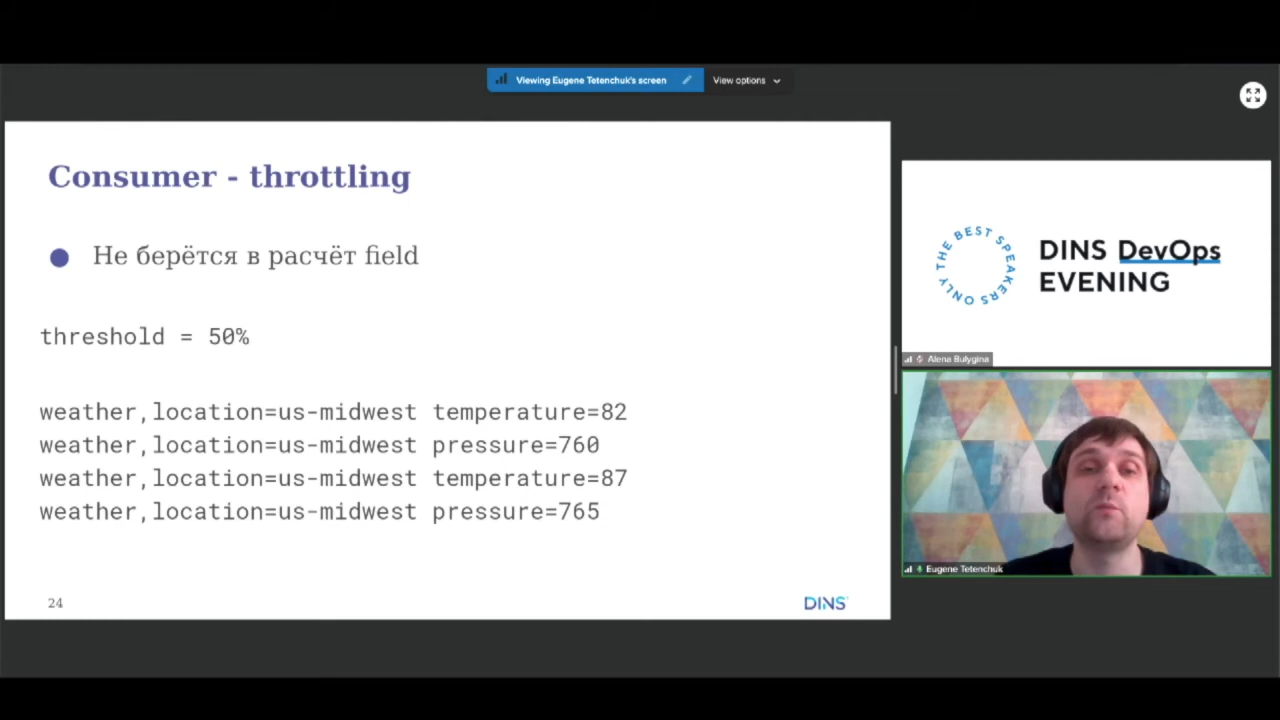 Viewing Eugene Tetenchuk's screen
View options
Consumer - throttling
Не берётся в расчёт field
threshold = 50%
weather,location=us-midwest temperature=82
weather,location=us-midwest pressure=760
weather,location=us-midwest temperature=87
weather,location=us-midwest pressure=765
24
DINS
ONLY THE BEST SPEAKERS
DINS DevOps
EVENING
Alena Bulygina
Eugene Tetenchuk